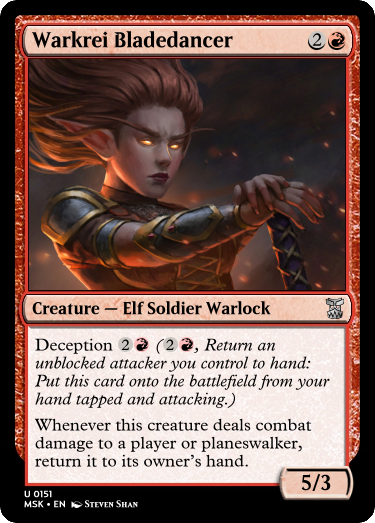 Warkrei Bladedancer 2
Creature — Elf Soldier Warlock
Deception 2 (2, Return an
unblocked attacker you control to hand:
Put this card onto the battlefield from your
hand tapped and attacking.)
Whenever this creature deals combat
damage to a player or planeswalker,
return it to its owner's hand.
5/3
U 0151
MSK • EN Steven Shan